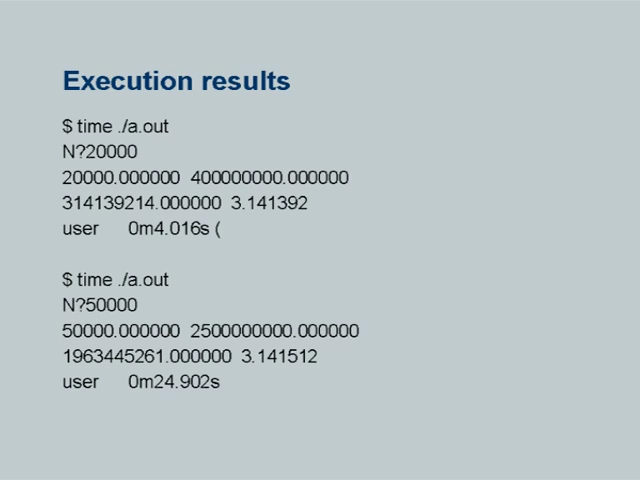 Execution results
$ time ./a.out
N?20000
20000.000000 400000000.000000
314139214.000000 3.141392
user 0m4.016s (
$ time ./a.out
N?50000
50000.000000 2500000000.000000
1963445261.000000 3.141512
user 0m24.902s